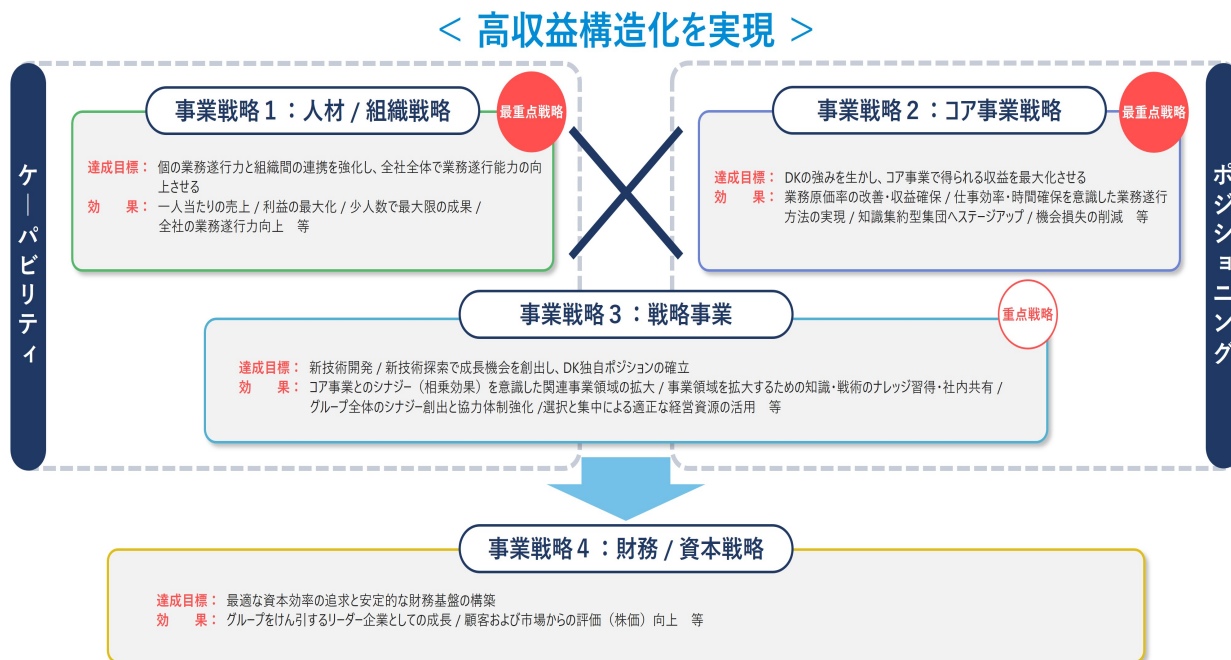 ＜ 高収益構造化を実現 ＞
ケーパビリティ
ポジショニング
事業戦略１：人材 / 組織戦略
最重点戦略
達成目標： 個の業務遂行力と組織間の連携を強化し、全社全体で業務遂行能力の向
上させる
効　　果： 一人当たりの売上 / 利益の最大化 / 少人数で最大限の成果 /
全社の業務遂行力向上　等
事業戦略２：コア事業戦略
最重点戦略
達成目標： DKの強みを生かし、コア事業で得られる収益を最大化させる
効　　果： 業務原価率の改善・収益確保 / 仕事効率・時間確保を意識した業務遂行
方法の実現 / 知識集約型集団へステージアップ / 機会損失の削減　等
事業戦略３：戦略事業
重点戦略
達成目標： 新技術開発 / 新技術探索で成長機会を創出し、DK独自ポジションの確立
効　　果： コア事業とのシナジー（相乗効果）を意識した関連事業領域の拡大 / 事業領域を拡大するための知識・戦術のナレッジ習得・社内共有 /
グループ全体のシナジー創出と協力体制強化 /選択と集中による適正な経営資源の活用　等
事業戦略４：財務 / 資本戦略
達成目標： 最適な資本効率の追求と安定的な財務基盤の構築
効　　果： グループをけん引するリーダー企業としての成長 / 顧客および市場からの評価（株価）向上　等